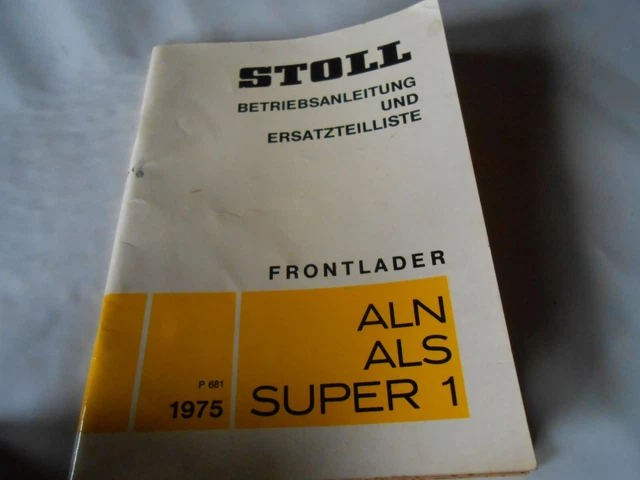 STOLL
BETRIEBSANLEITUNG
UND
ERSATZTEILLISTE
FRONTLADER
ALN
ALS
SUPER 1
P 681
1975